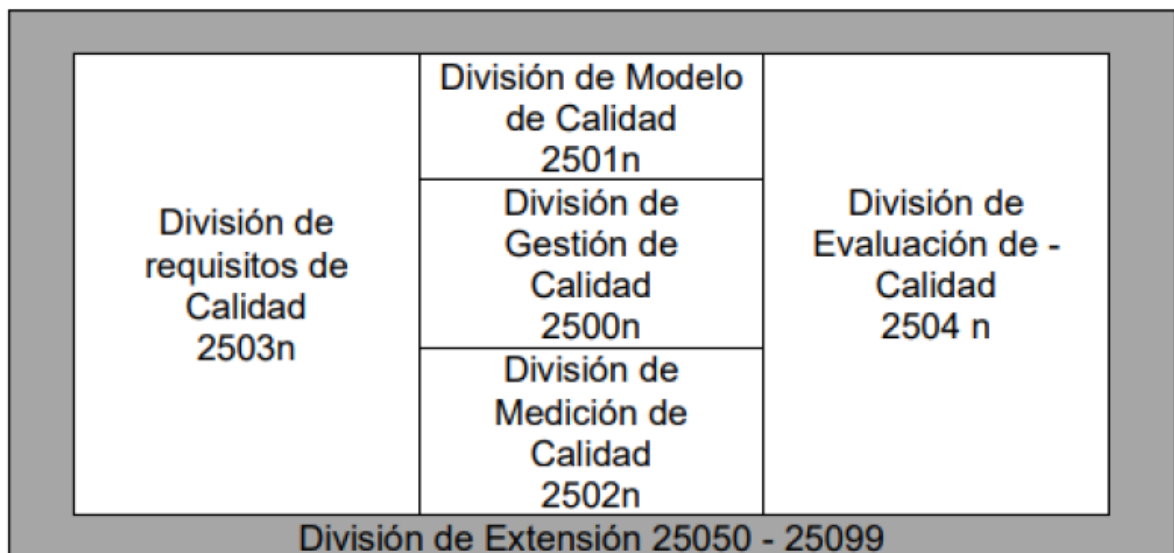 División de
requisitos de
Calidad
2503n
División de Modelo
de Calidad
2501n
División de
Gestión de
Calidad
2500n
División de
Medición de
Calidad
2502n
División de
Evaluación de -
Calidad
2504 n
División de Extensión 25050 - 25099